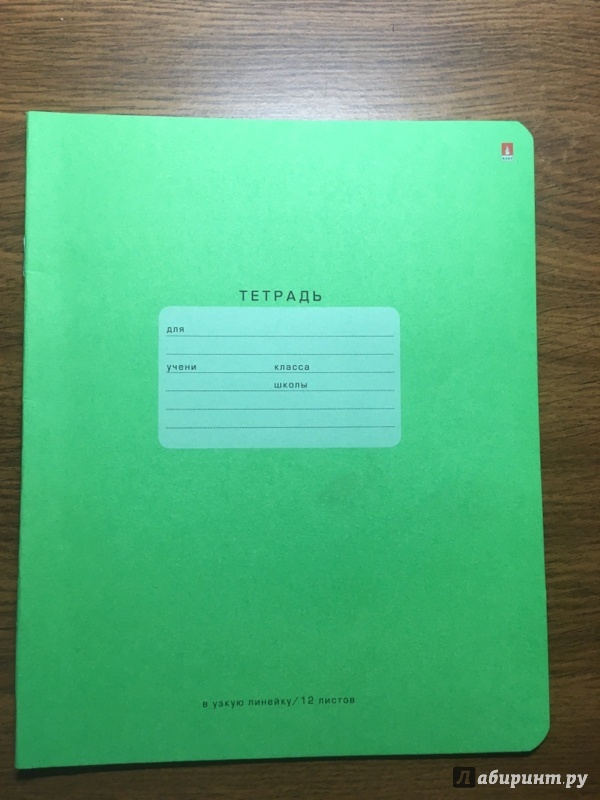 ТЕТРАДЬ
для
учени класса
школы
в узкую линейку/12 листов
Лабиринт.ру